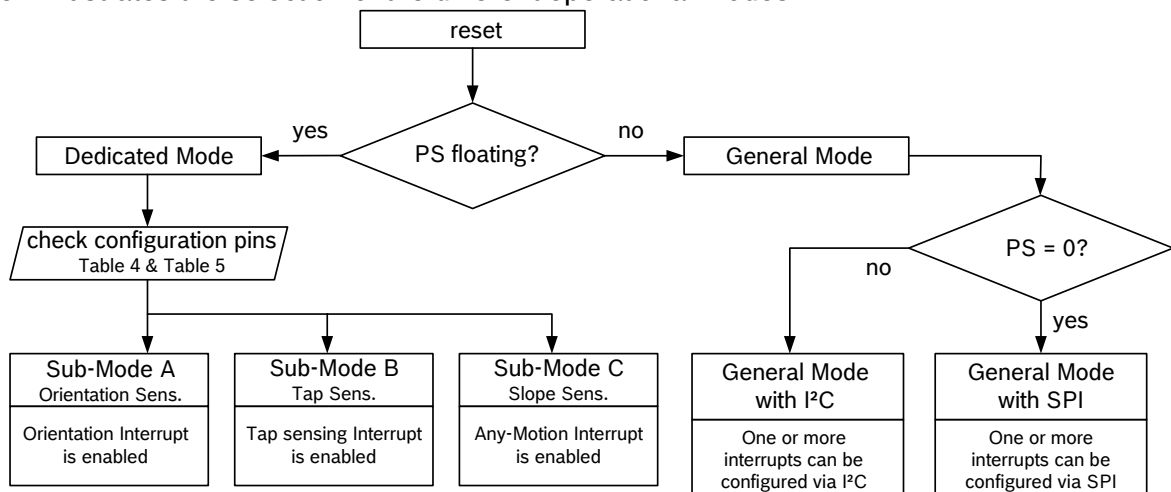 reset
yes
no
Dedicated Mode
PS floating?
General Mode
check configuration pins
Table 4 & Table 5
PS = 0?
no
yes
Sub-Mode A
Orientation Sens.
Orientation Interrupt
is enabled
Sub-Mode B
Tap Sens.
Tap sensing Interrupt
is enabled
Sub-Mode C
Slope Sens.
Any-Motion Interrupt
is enabled
General Mode
with I²C
One or more
interrupts can be
configured via I²C
General Mode
with SPI
One or more
interrupts can be
configured via SPI